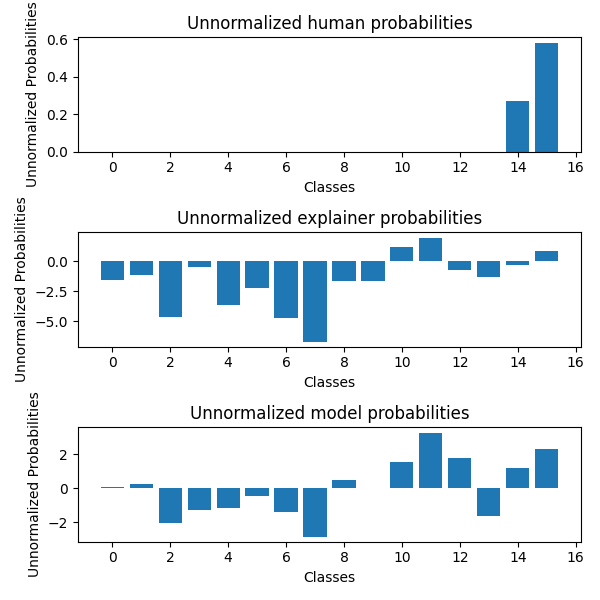 Unnormalized human probabilities
Unnormalized Probabilities
0.6
0.4
0.2
0.0
0 2 4 6 8 10 12 14 16
Classes
Unnormalized explainer probabilities
Unnormalized Probabilities
0.0
−2.5
−5.0
0 2 4 6 8 10 12 14 16
Classes
Unnormalized model probabilities
Unnormalized Probabilities
2
0
−2
0 2 4 6 8 10 12 14 16
Classes